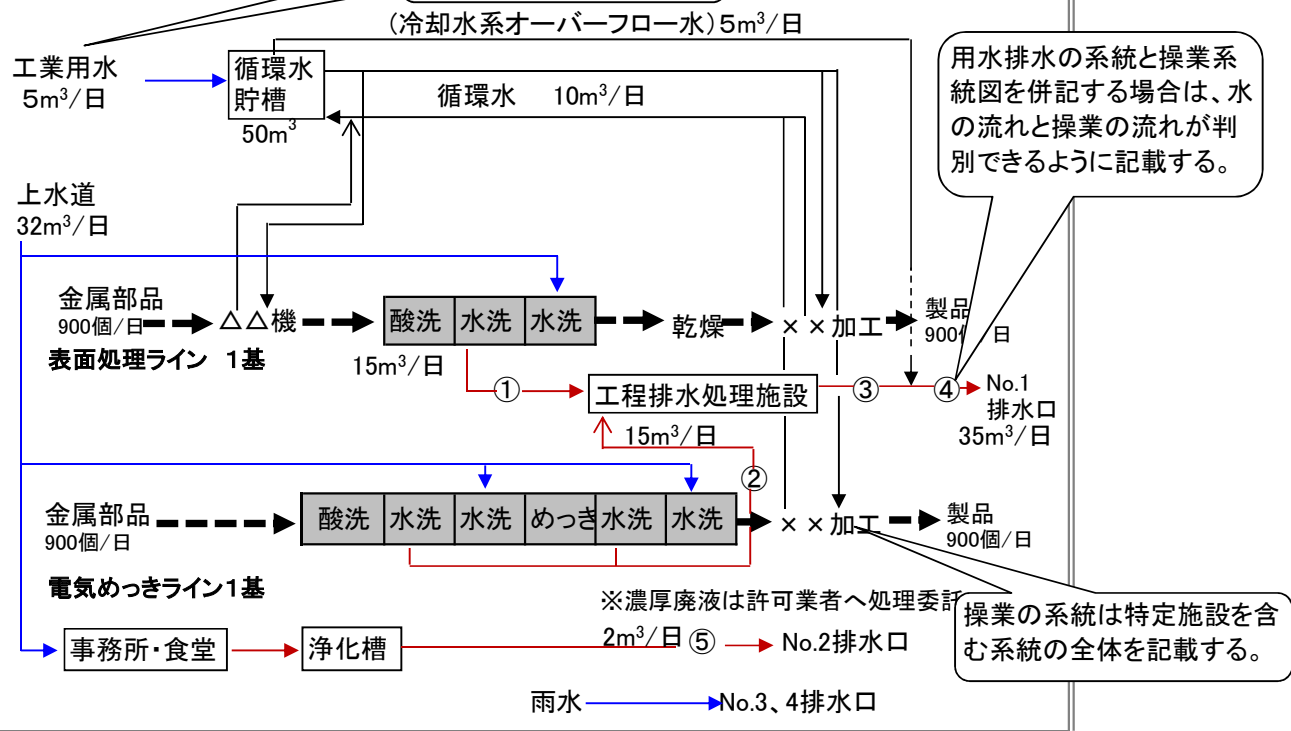 (冷却水系オーバーフロー水)5m³/日
工業用水
5m³/日
循環水
貯槽
50m³
循環水　10m³/日
用水排水の系統と操業系
統図を併記する場合は、水
の流れと操業の流れが判
別できるように記載する。
上水道
32m³/日
金属部品
900個/日
△△機
酸洗 水洗 水洗
乾燥
××加工
製品
900個/日
表面処理ライン　1基
15m³/日
①
工程排水処理施設
③
④
No.1
排水口
35m³/日
15m³/日
②
金属部品
900個/日
酸洗 水洗 水洗 めっき 水洗 水洗
××加工
製品
900個/日
電気めっきライン1基
※濃厚廃液は許可業者へ処理委託
操業の系統は特定施設を含
む系統の全体を記載する。
事務所・食堂
浄化槽
2m³/日
⑤
No.2排水口
雨水
No.3、4排水口